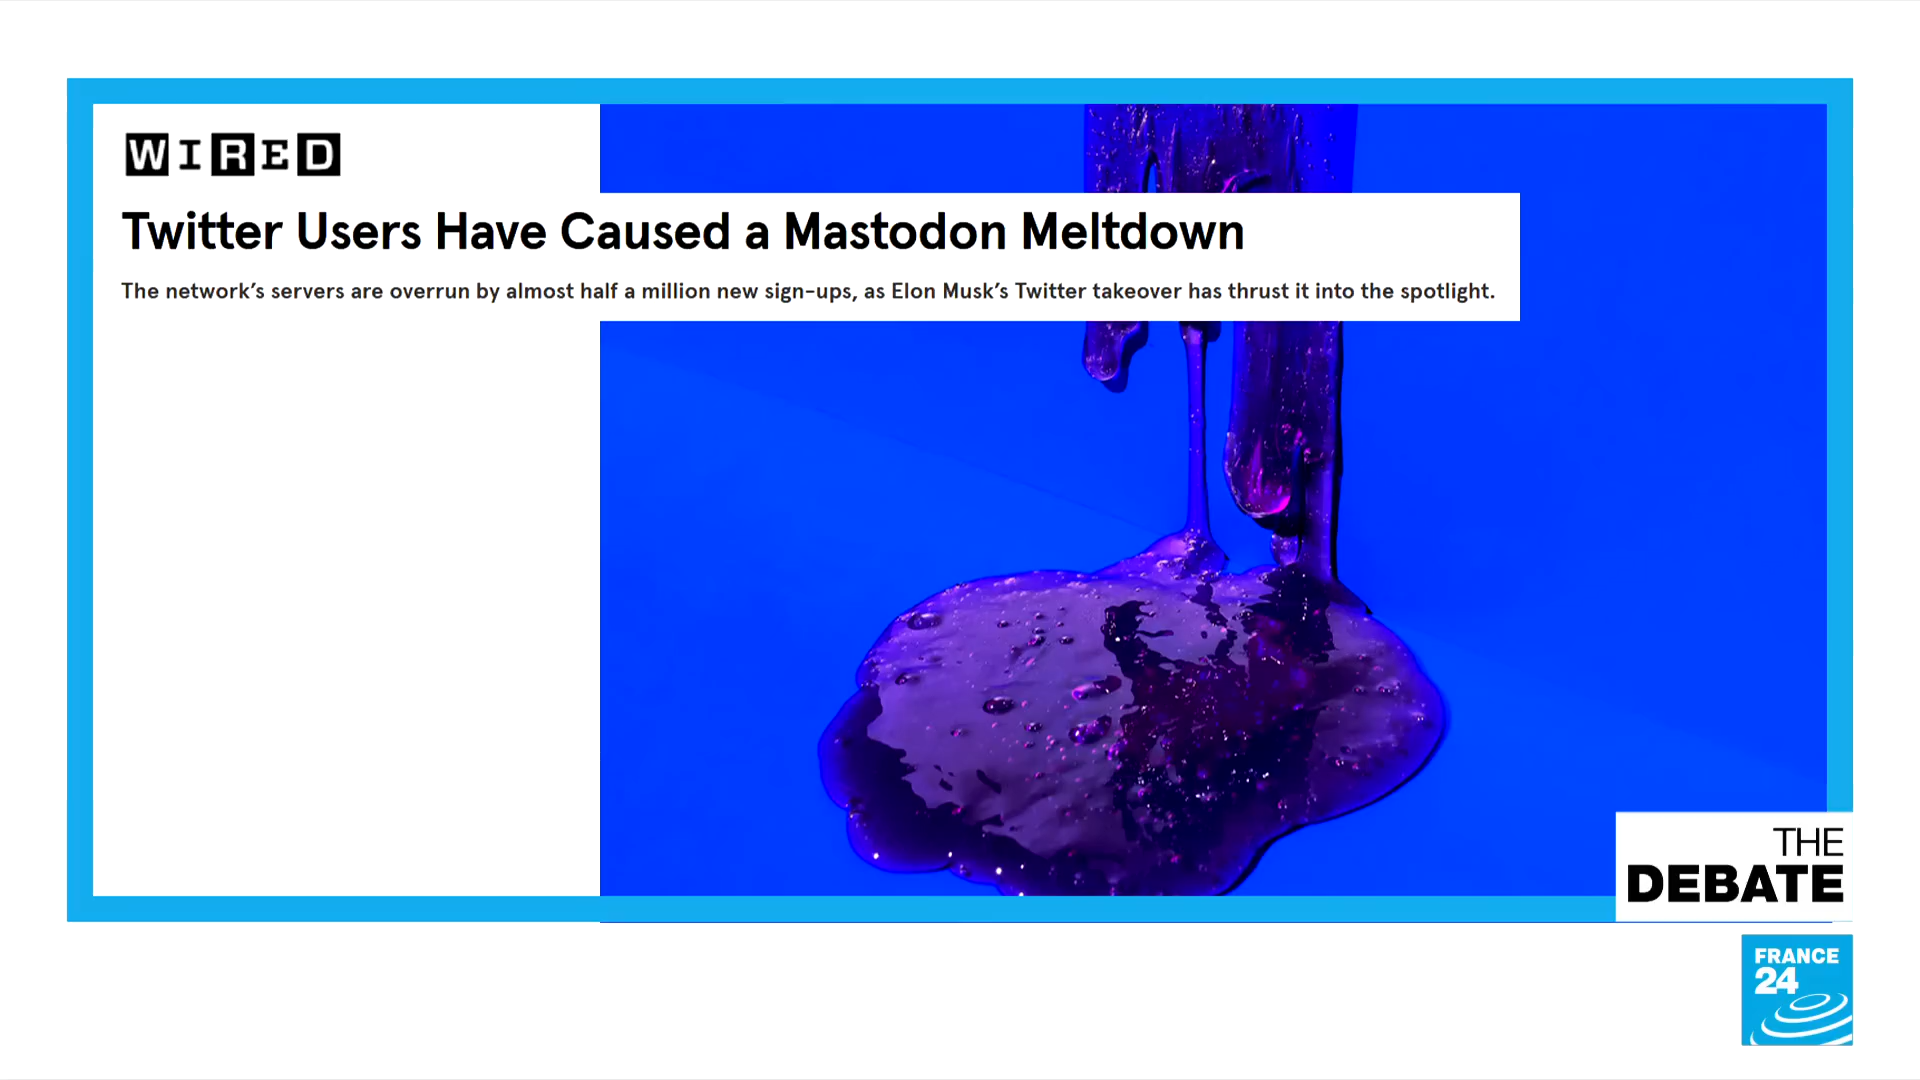 WIRED
Twitter Users Have Caused a Mastodon Meltdown
The network’s servers are overrun by almost half a million new sign-ups, as Elon Musk’s Twitter takeover has thrust it into the spotlight.
THE
DEBATE
FRANCE
24